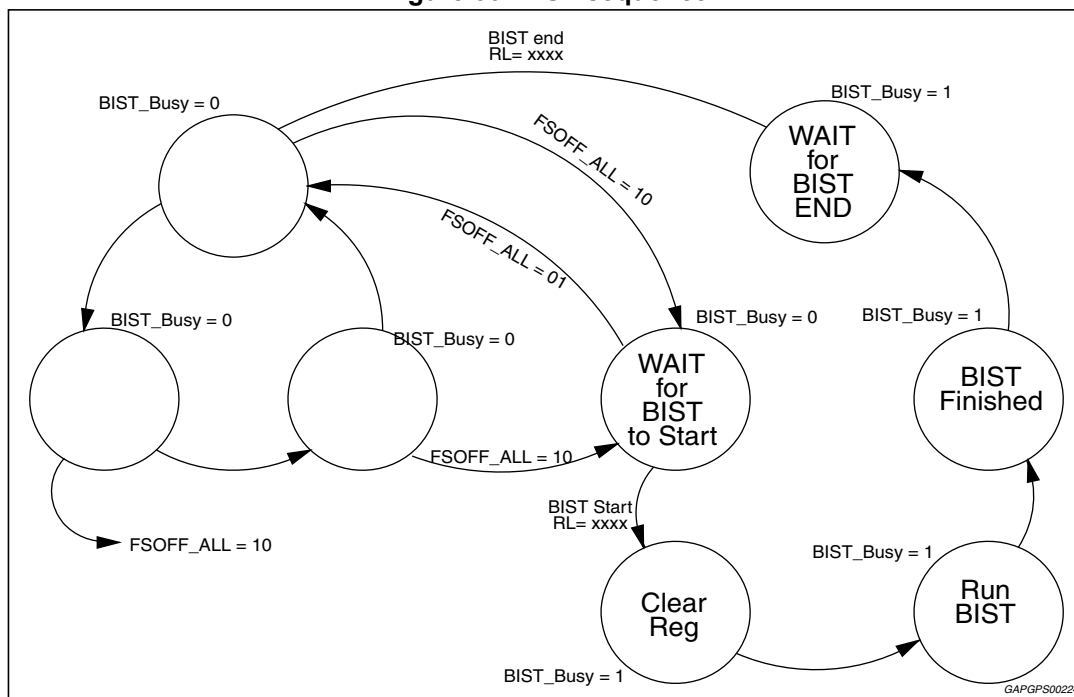 BIST end
RL= xxxx
BIST_Busy = 0
BIST_Busy = 1
WAIT
for
BIST
END
FSOFF_ALL = 10
FSOFF_ALL = 01
BIST_Busy = 0
BIST_Busy = 0
BIST_Busy = 0
BIST_Busy = 1
WAIT
for
BIST
to Start
BIST
Finished
FSOFF_ALL = 10
BIST Start
RL= xxxx
FSOFF_ALL = 10
BIST_Busy = 1
Clear
Reg
Run
BIST
BIST_Busy = 1